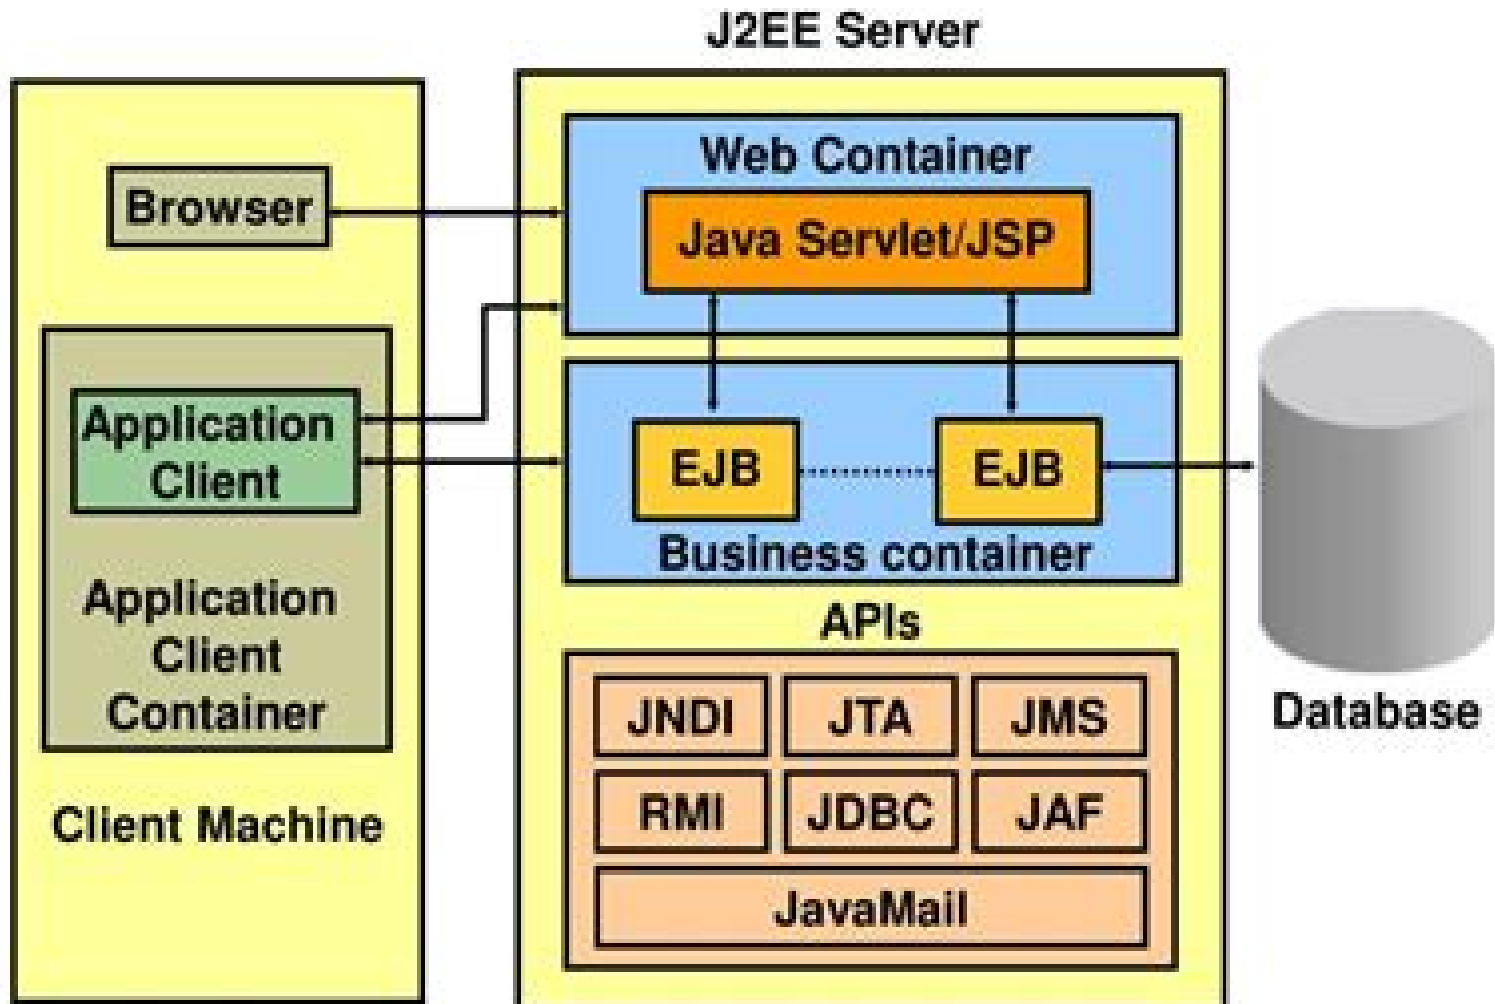 J2EE Server
Browser
Application
Client
Application
Client
Container
Client Machine
Web Container
Java Servlet/JSP
EJB
EJB
Business container
APIs
JNDI
JTA
JMS
RMI
JDBC
JAF
JavaMail
Database